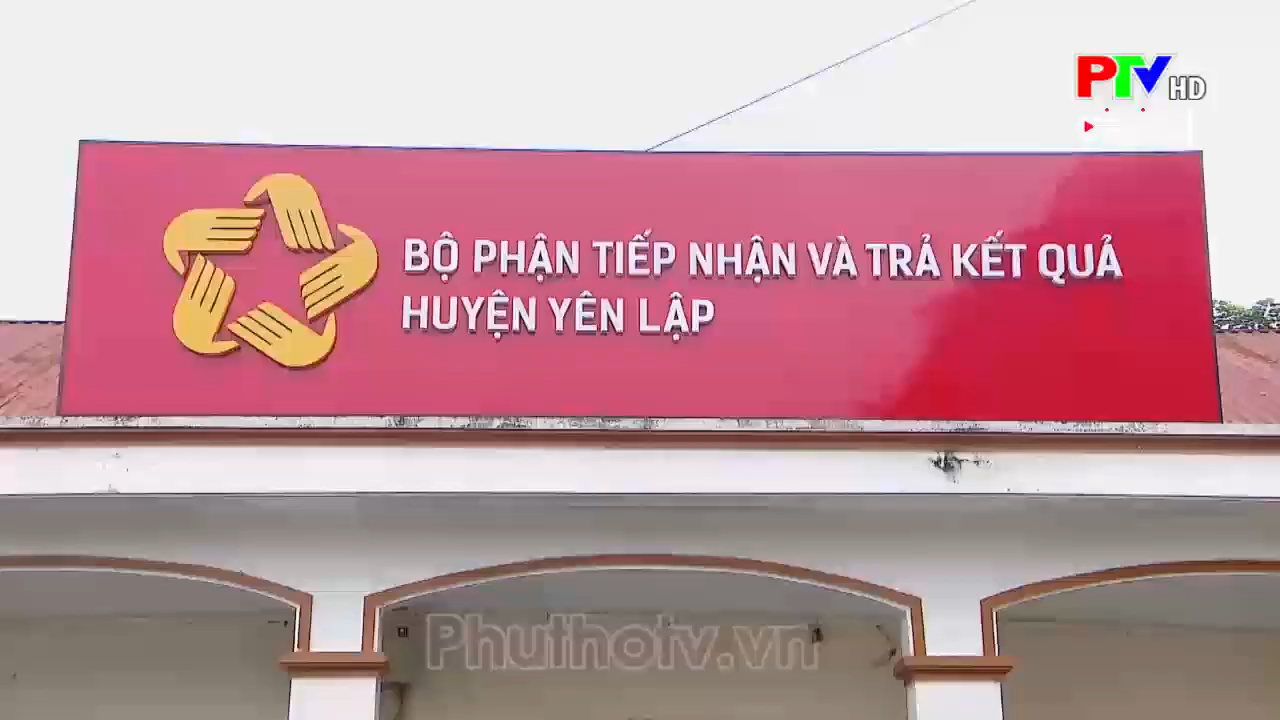 PTV HD
BỘ PHẬN TIẾP NHẬN VÀ TRẢ KẾT QUẢ
HUYỆN YÊN LẬP
Phuthotv.vn